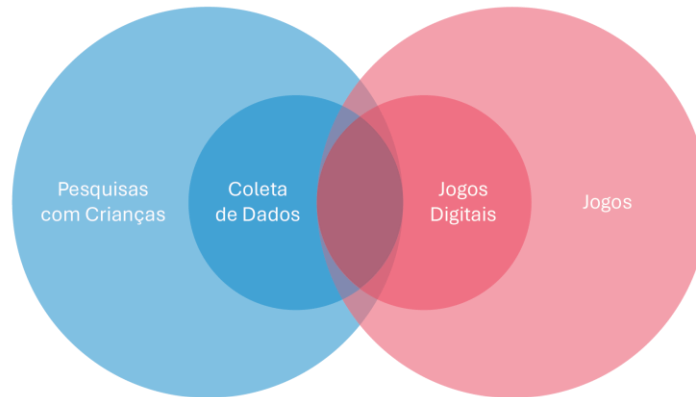 Pesquisas
com Crianças
Coleta
de Dados
Jogos
Digitais
Jogos